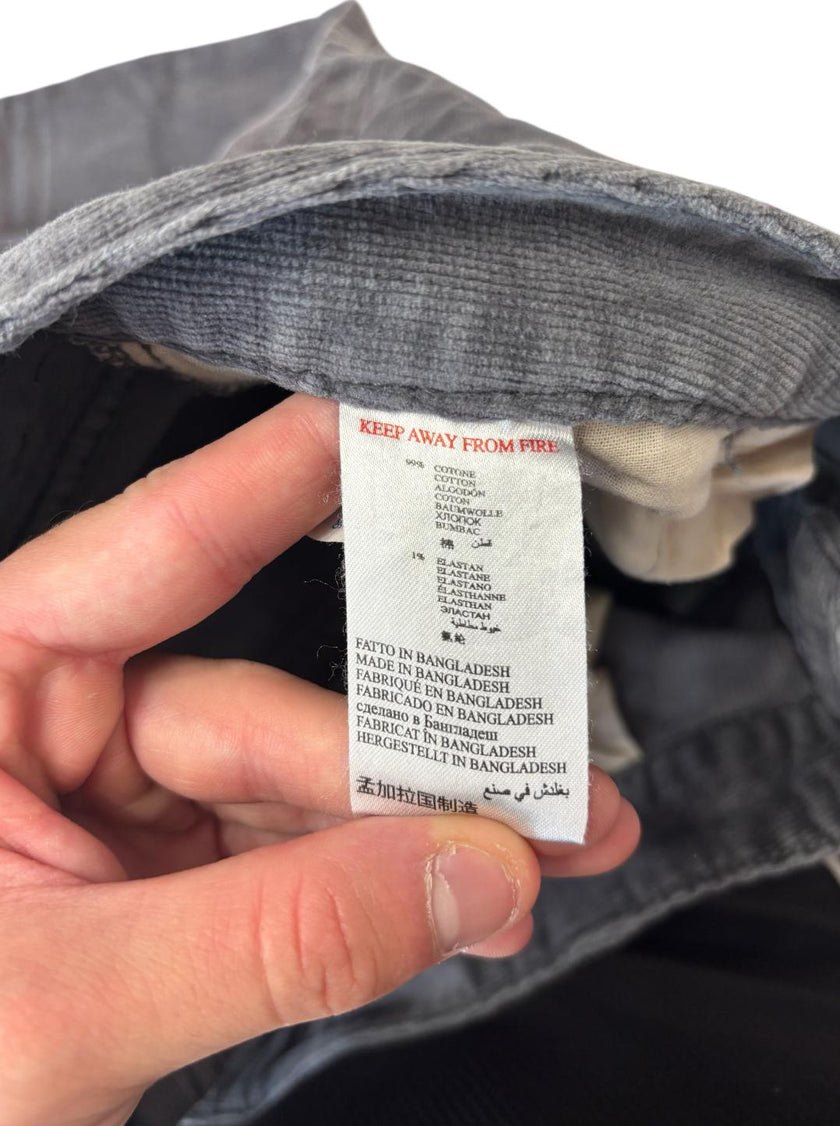 KEEP AWAY FROM FIRE
99% COTONE
COTTON
ALGODÓN
COTON
BAUMWOLLE
ХЛОПОК
BUMBAC
棉 قطن
1% ELASTAN
ELASTANE
ELASTANO
ÉLASTHANNE
ELASTHAN
ЭЛАСТАН
خيوط مطاطية
氨纶
FATTO IN BANGLADESH
MADE IN BANGLADESH
FABRIQUÉ EN BANGLADESH
FABRICADO EN BANGLADESH
сделано в Бангладеш
FABRICAT ÎN BANGLADESH
HERGESTELLT IN BANGLADESH
孟加拉国制造 بغلادش في صنع